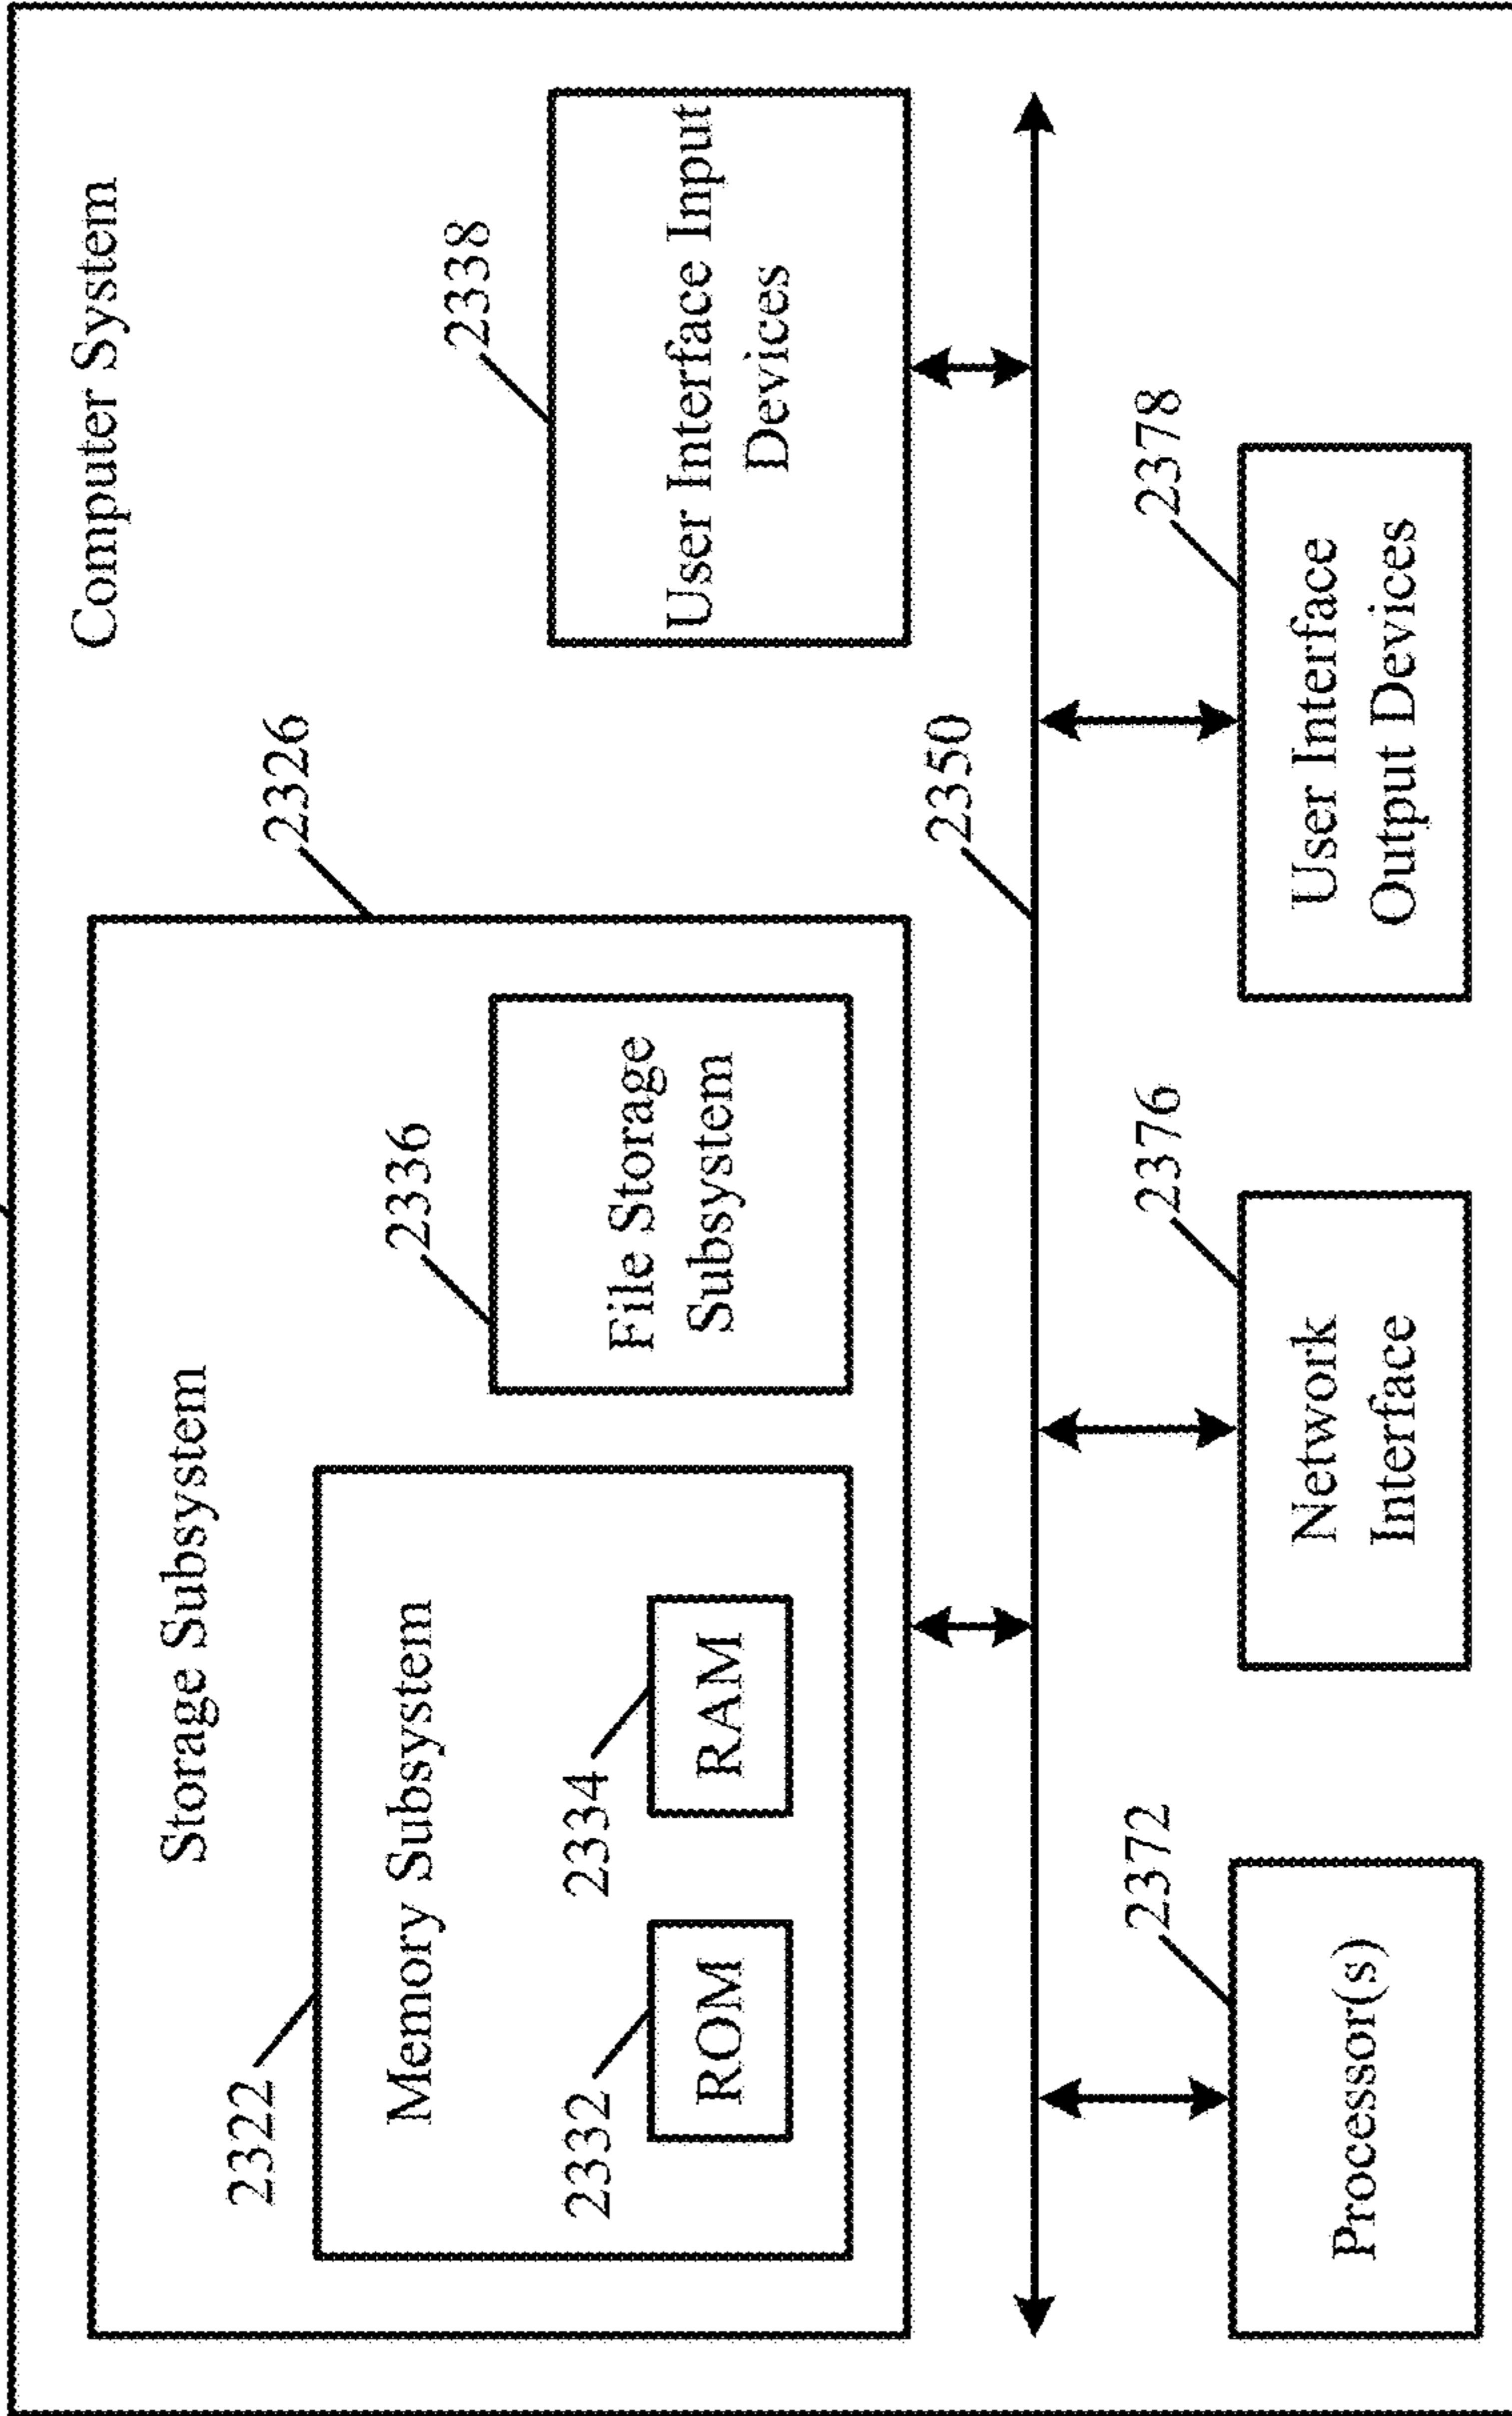 Computer System
Storage Subsystem
2326
2322
Memory Subsystem
2336
2338
2332
2334
ROM
RAM
File Storage
Subsystem
User Interface Input
Devices
2350
2372
2376
2378
Processor(s)
Network
Interface
User Interface
Output Devices